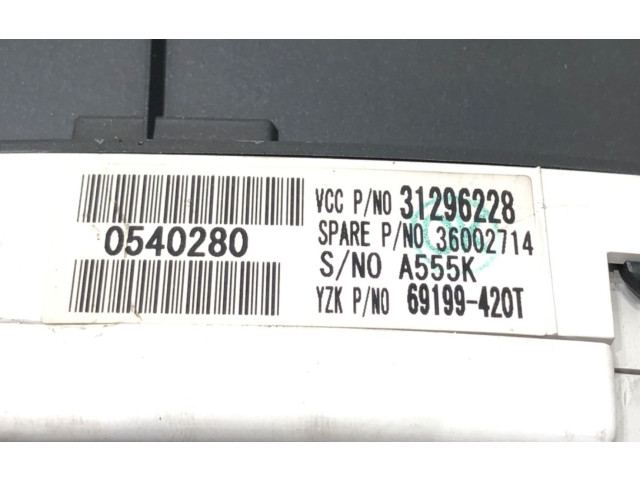 0540280
VCC P/NO 31296228
SPARE P/NO 36002714
S/NO A555K
YZK P/NO 69199-420T